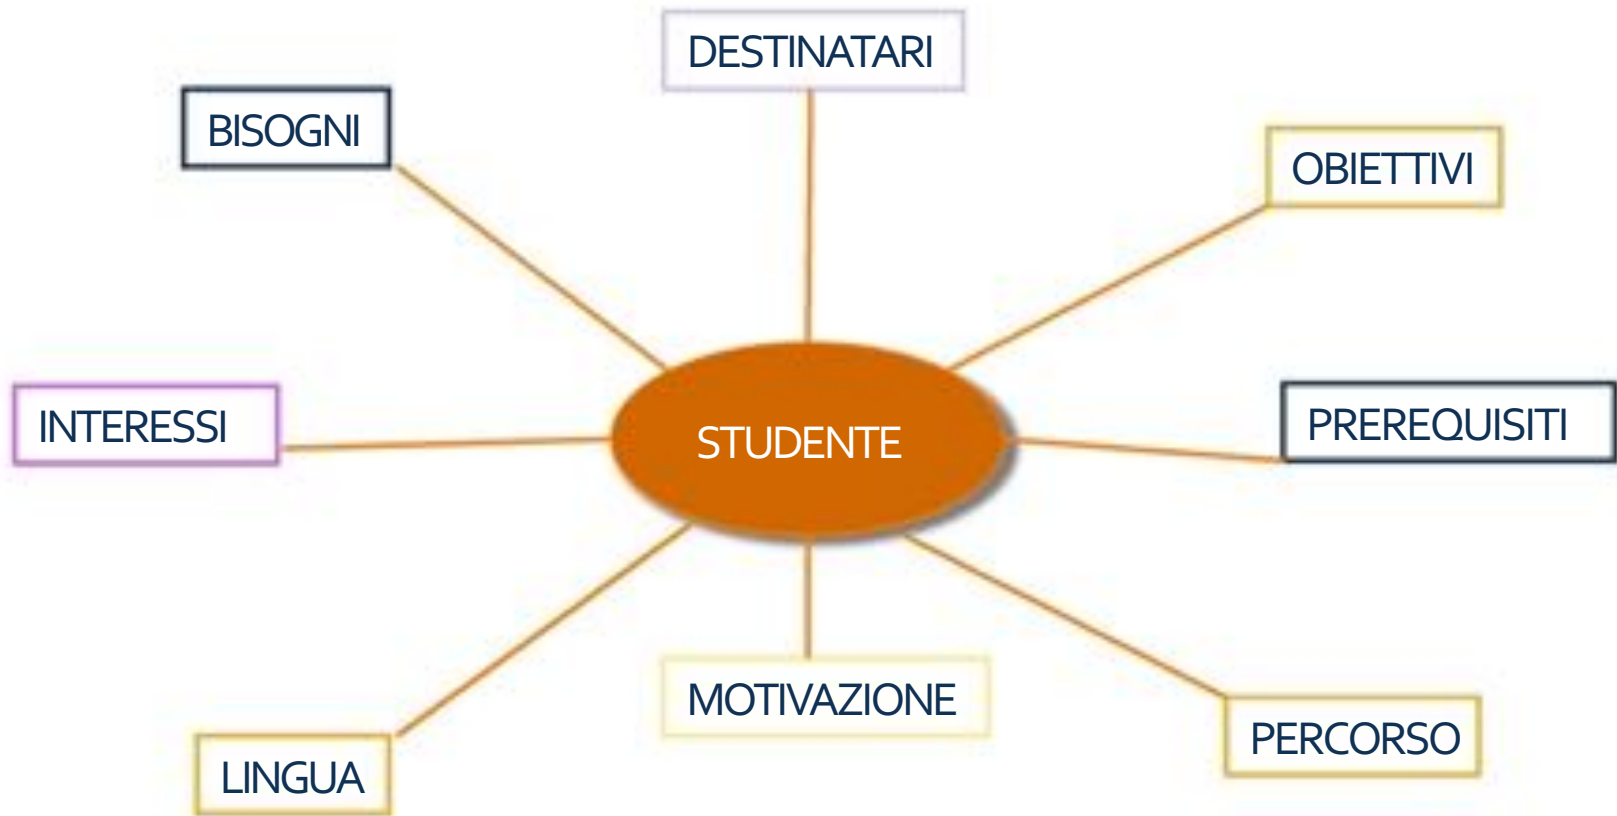 DESTINATARI
BISOGNI
OBIETTIVI
INTERESSI
STUDENTE
PREREQUISITI
MOTIVAZIONE
PERCORSO
LINGUA